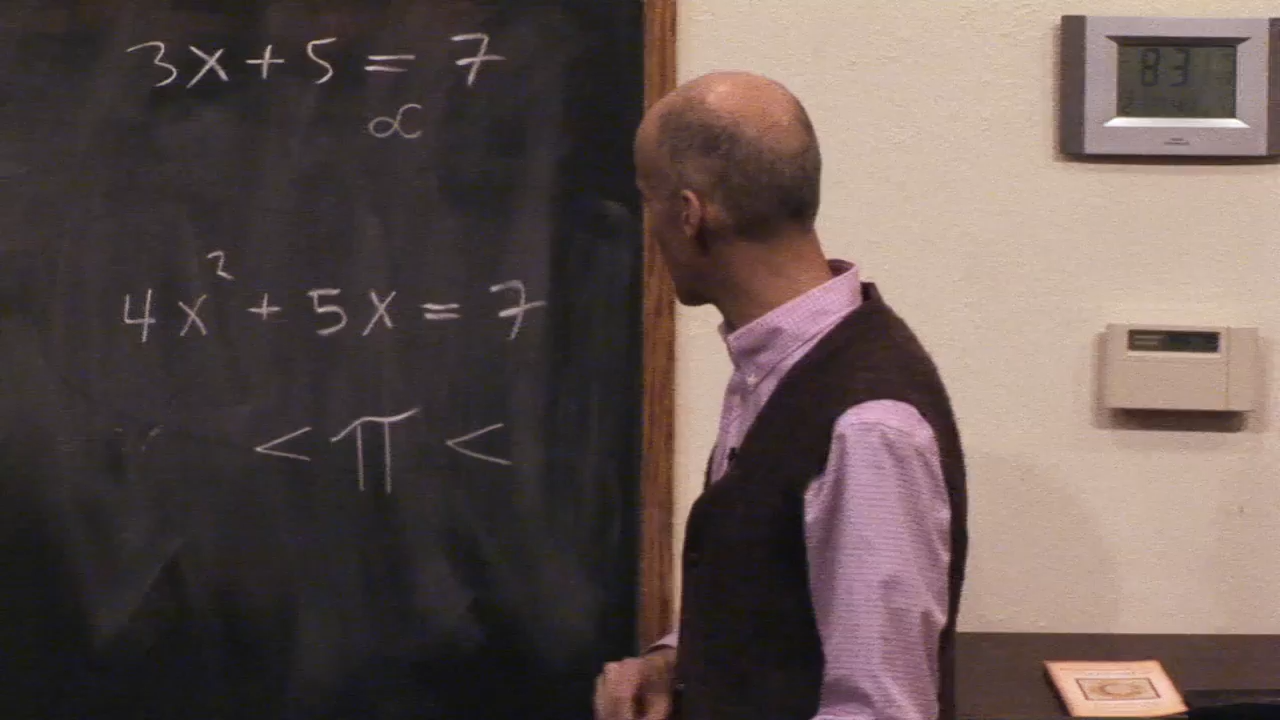 3x + 5 = 7
∝
4x² + 5x = 7
< π <
83